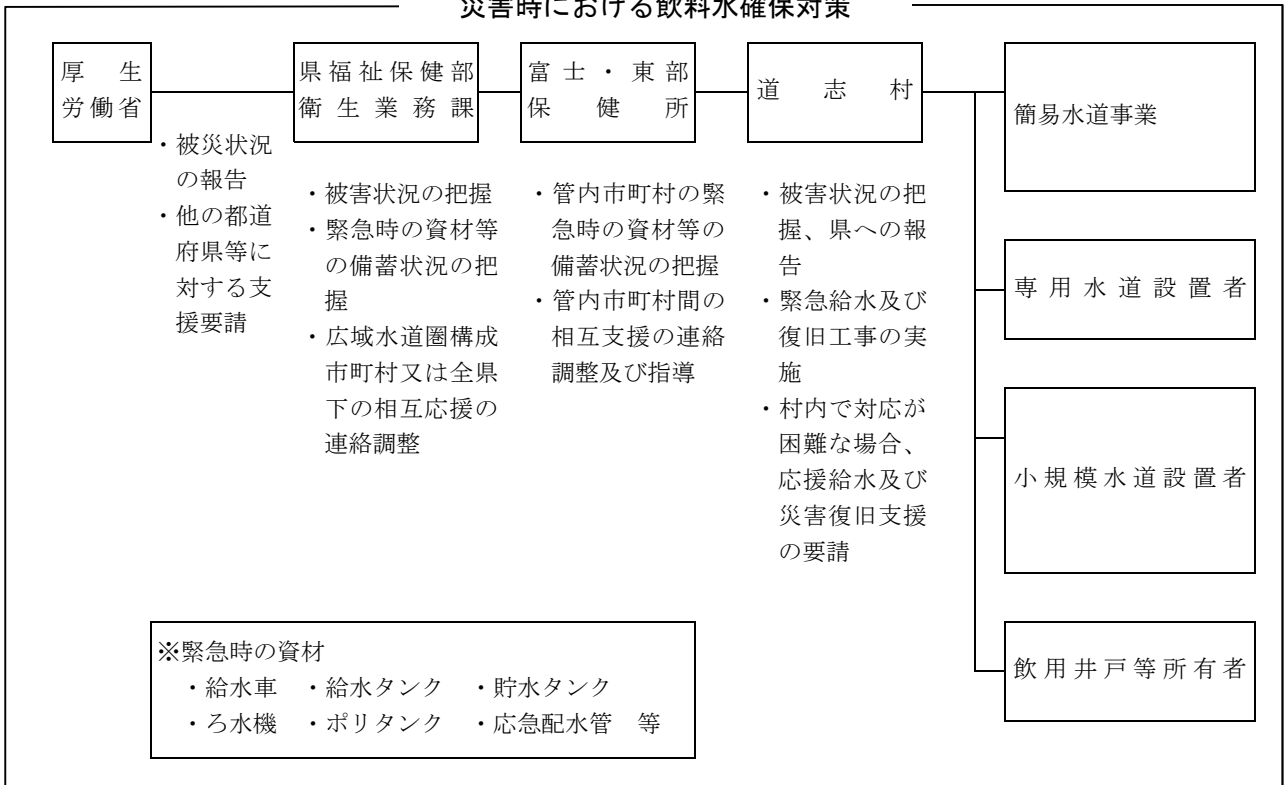 災害時における飲料水確保対策
厚生
労働省
県福祉保健部
衛生業務課
富士・東部
保健所
道志村
簡易水道事業
・被災状況
の報告
・他の都道
府県等に
対する支
援要請
・被害状況の把握
・緊急時の資材等
の備蓄状況の把
握
・広域水道圏構成
市町村又は全県
下の相互応援の
連絡調整
・管内市町村の緊
急時の資材等の
備蓄状況の把握
・管内市町村間の
相互支援の連絡
調整及び指導
・被害状況の把
握、県への報
告
・緊急給水及び
復旧工事の実
施
・村内で対応が
困難な場合、
応援給水及び
災害復旧支援
の要請
専用水道設置者
小規模水道設置者
飲用井戸等所有者
※緊急時の資材
・給水車 ・給水タンク ・貯水タンク
・ろ水機 ・ポリタンク ・応急配水管 等